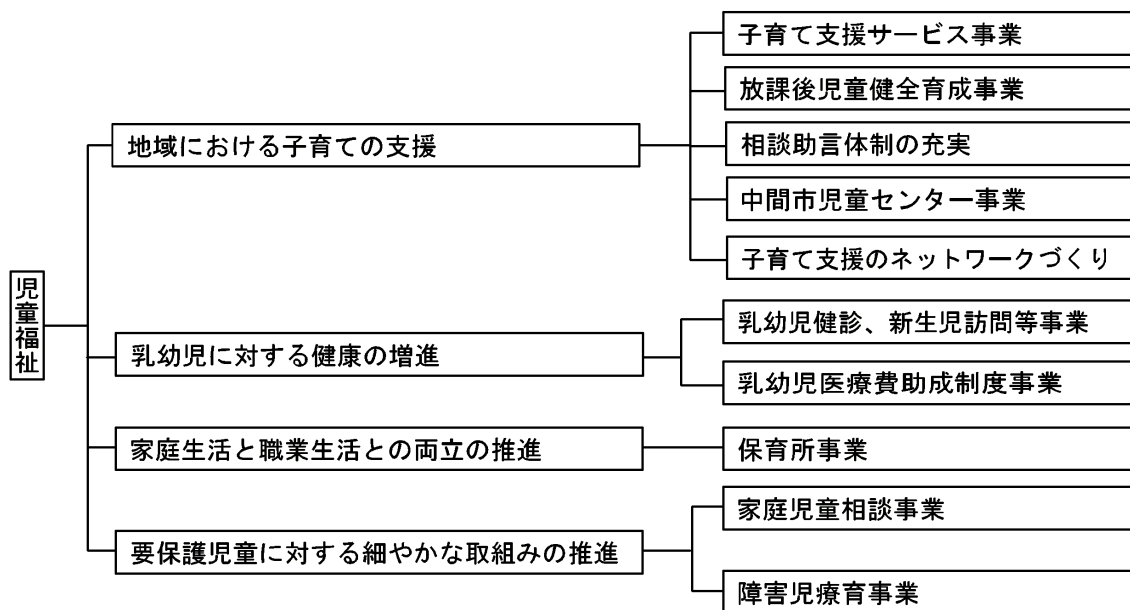 児童福祉
地域における子育ての支援
子育て支援サービス事業
放課後児童健全育成事業
相談助言体制の充実
中間市児童センター事業
子育て支援のネットワークづくり
乳幼児に対する健康の増進
乳幼児健診、新生児訪問等事業
乳幼児医療費助成制度事業
家庭生活と職業生活との両立の推進
保育所事業
要保護児童に対する細やかな取組みの推進
家庭児童相談事業
障害児療育事業